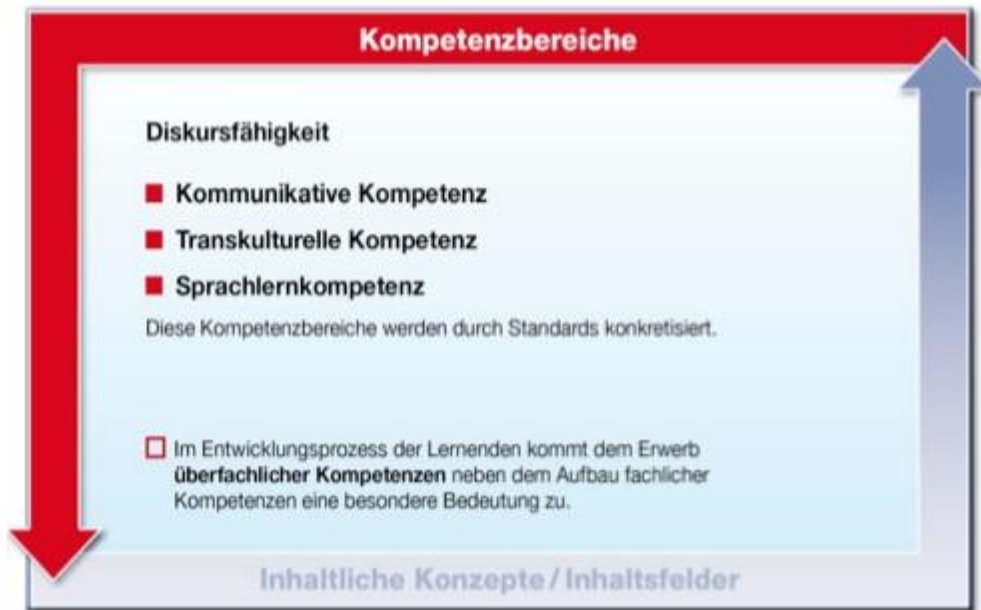 Kompetenzbereiche
Diskursfähigkeit
Kommunikative Kompetenz
Transkulturelle Kompetenz
Sprachlernkompetenz
Diese Kompetenzbereiche werden durch Standards konkretisiert.
Im Entwicklungsprozess der Lernenden kommt dem Erwerb
überfachlicher Kompetenzen neben dem Aufbau fachlicher
Kompetenzen eine besondere Bedeutung zu.
Inhaltliche Konzepte / Inhaltsfelder